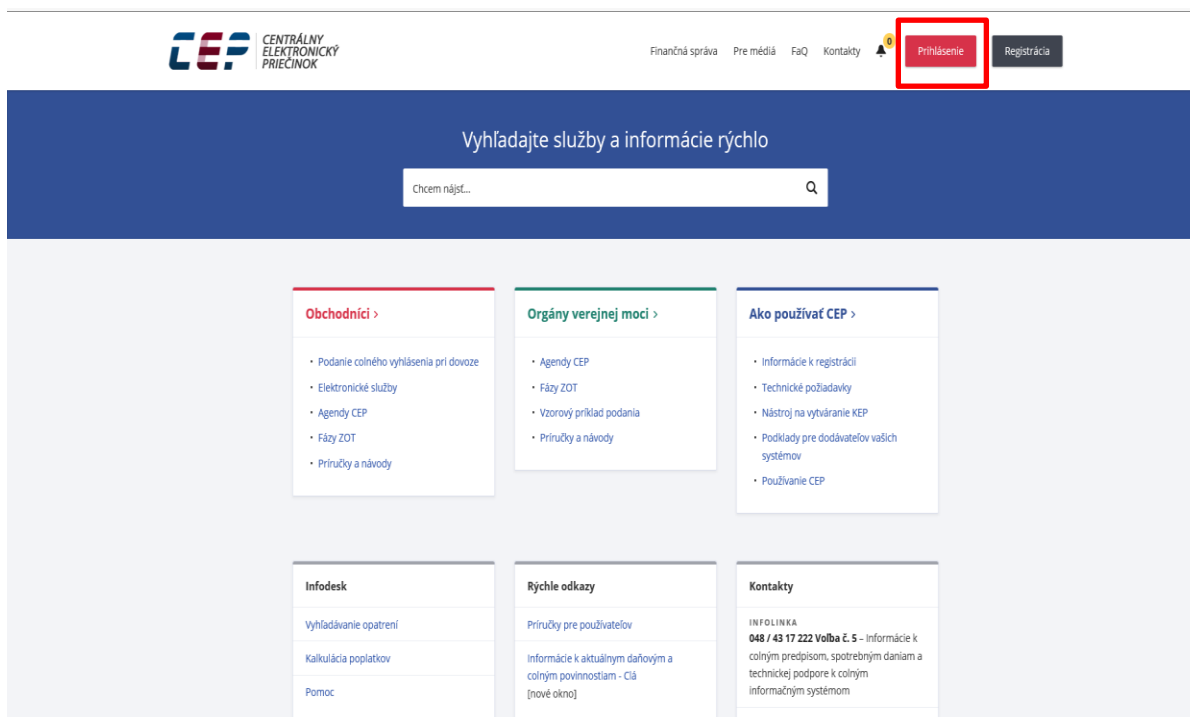 CENTRÁLNY
ELEKTRONICKÝ
PRIEČINOK
Finančná správa Pre médiá FaQ Kontakty 0 Prihlásenie Registrácia
Vyhľadajte služby a informácie rýchlo
Chcem nájsť...
Obchodníci >
• Podanie colného vyhlásenia pri dovoze
• Elektronické služby
• Agendy CEP
• Fázy ZOT
• Príručky a návody
Orgány verejnej moci >
• Agendy CEP
• Fázy ZOT
• Vzorový príklad podania
• Príručky a návody
Ako používať CEP >
• Informácie k registrácii
• Technické požiadavky
• Nástroj na vytváranie KEP
• Podklady pre dodávateľov vašich
systémov
• Používanie CEP
Infodesk
Vyhľadávanie opatrení
Kalkulácia poplatkov
Pomoc
Rýchle odkazy
Príručky pre používateľov
Informácie k aktuálnym daňovým a
colným povinnostiam - Clá
[nové okno]
Kontakty
INFOLINKA
048 / 43 17 222 Voľba č. 5 – Informácie k
colným predpisom, spotrebným daniam a
technickej podpore k colným
informačným systémom